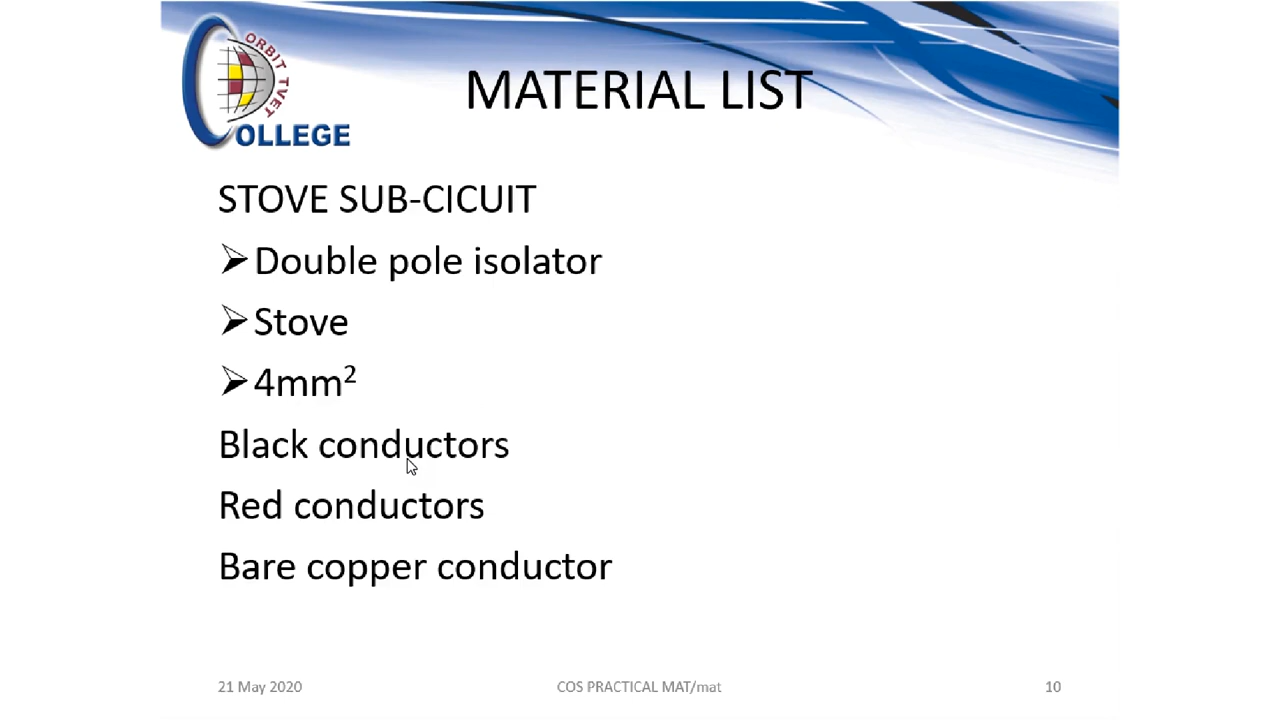 ORBIT TVET
COLLEGE
MATERIAL LIST
STOVE SUB-CICUIT
➢Double pole isolator
➢Stove
➢4mm²
Black conductors
Red conductors
Bare copper conductor
21 May 2020
COS PRACTICAL MAT/mat
10